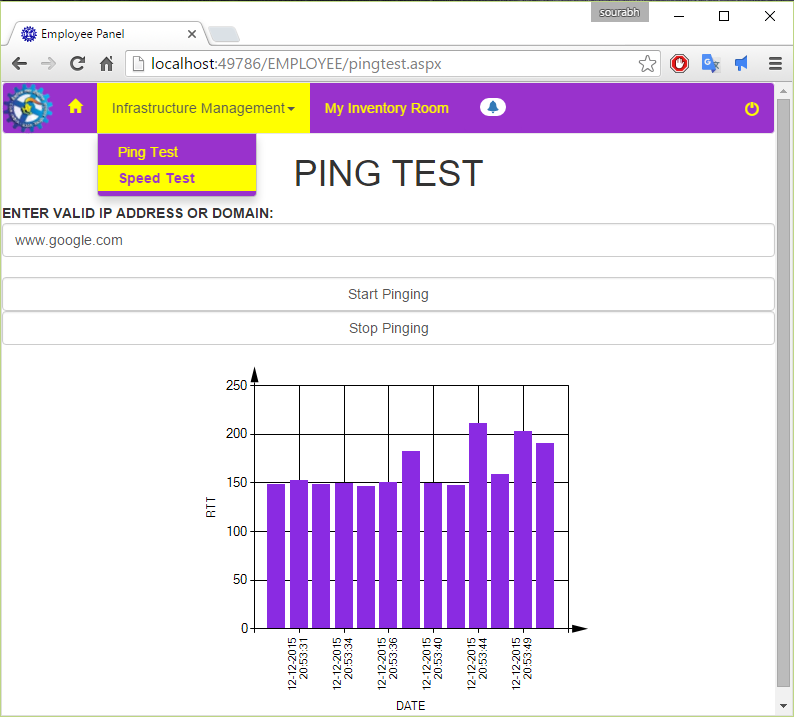 sourabh
Employee Panel
localhost:49786/EMPLOYEE/pingtest.aspx
Infrastructure Management
My Inventory Room
Ping Test
Speed Test
PING TEST
ENTER VALID IP ADDRESS OR DOMAIN:
www.google.com
Start Pinging
Stop Pinging
250
200
150
100
50
0
RTT
12-12-2015
20:53:31
12-12-2015
20:53:34
12-12-2015
20:53:36
12-12-2015
20:53:40
12-12-2015
20:53:44
12-12-2015
20:53:49
DATE